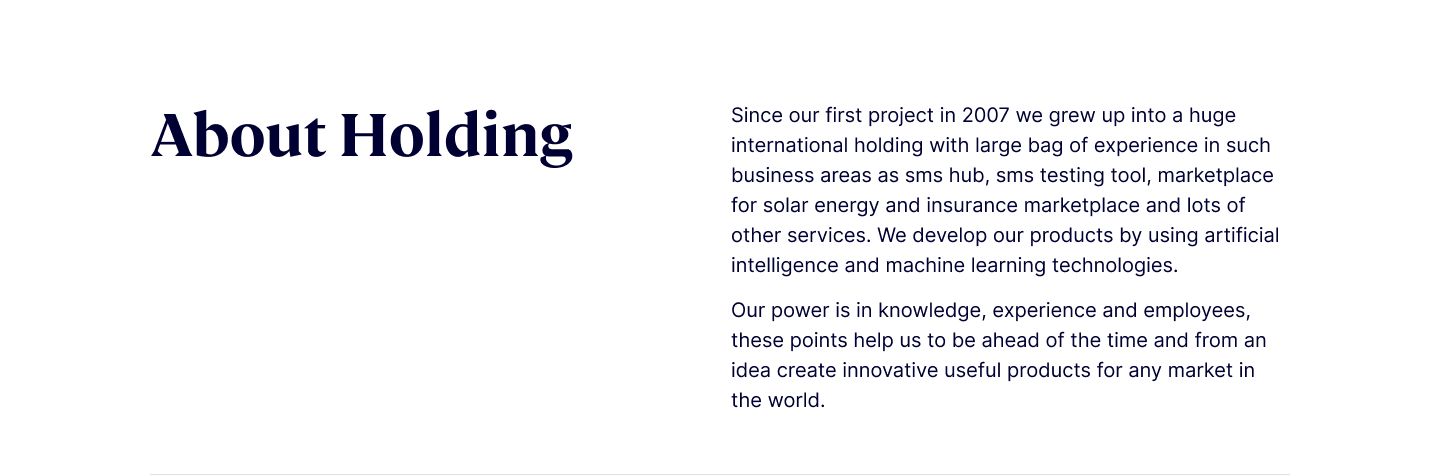 About Holding
Since our first project in 2007 we grew up into a huge
international holding with large bag of experience in such
business areas as sms hub, sms testing tool, marketplace
for solar energy and insurance marketplace and lots of
other services. We develop our products by using artificial
intelligence and machine learning technologies.
Our power is in knowledge, experience and employees,
these points help us to be ahead of the time and from an
idea create innovative useful products for any market in
the world.